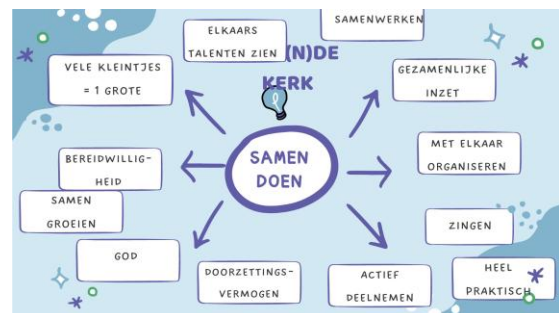 ELKAARS
TALENTEN ZIEN
SAMENWERKEN
(N)DE
KERK
VELE KLEINTJES
= 1 GROTE
GEZAMENLIJKE
INZET
SAMEN
DOEN
BEREIDWILLIG-
HEID
MET ELKAAR
ORGANISEREN
SAMEN
GROEIEN
ZINGEN
GOD
DOORZETTINGS-
VERMOGEN
ACTIEF
DEELNEMEN
HEEL
PRAKTISCH